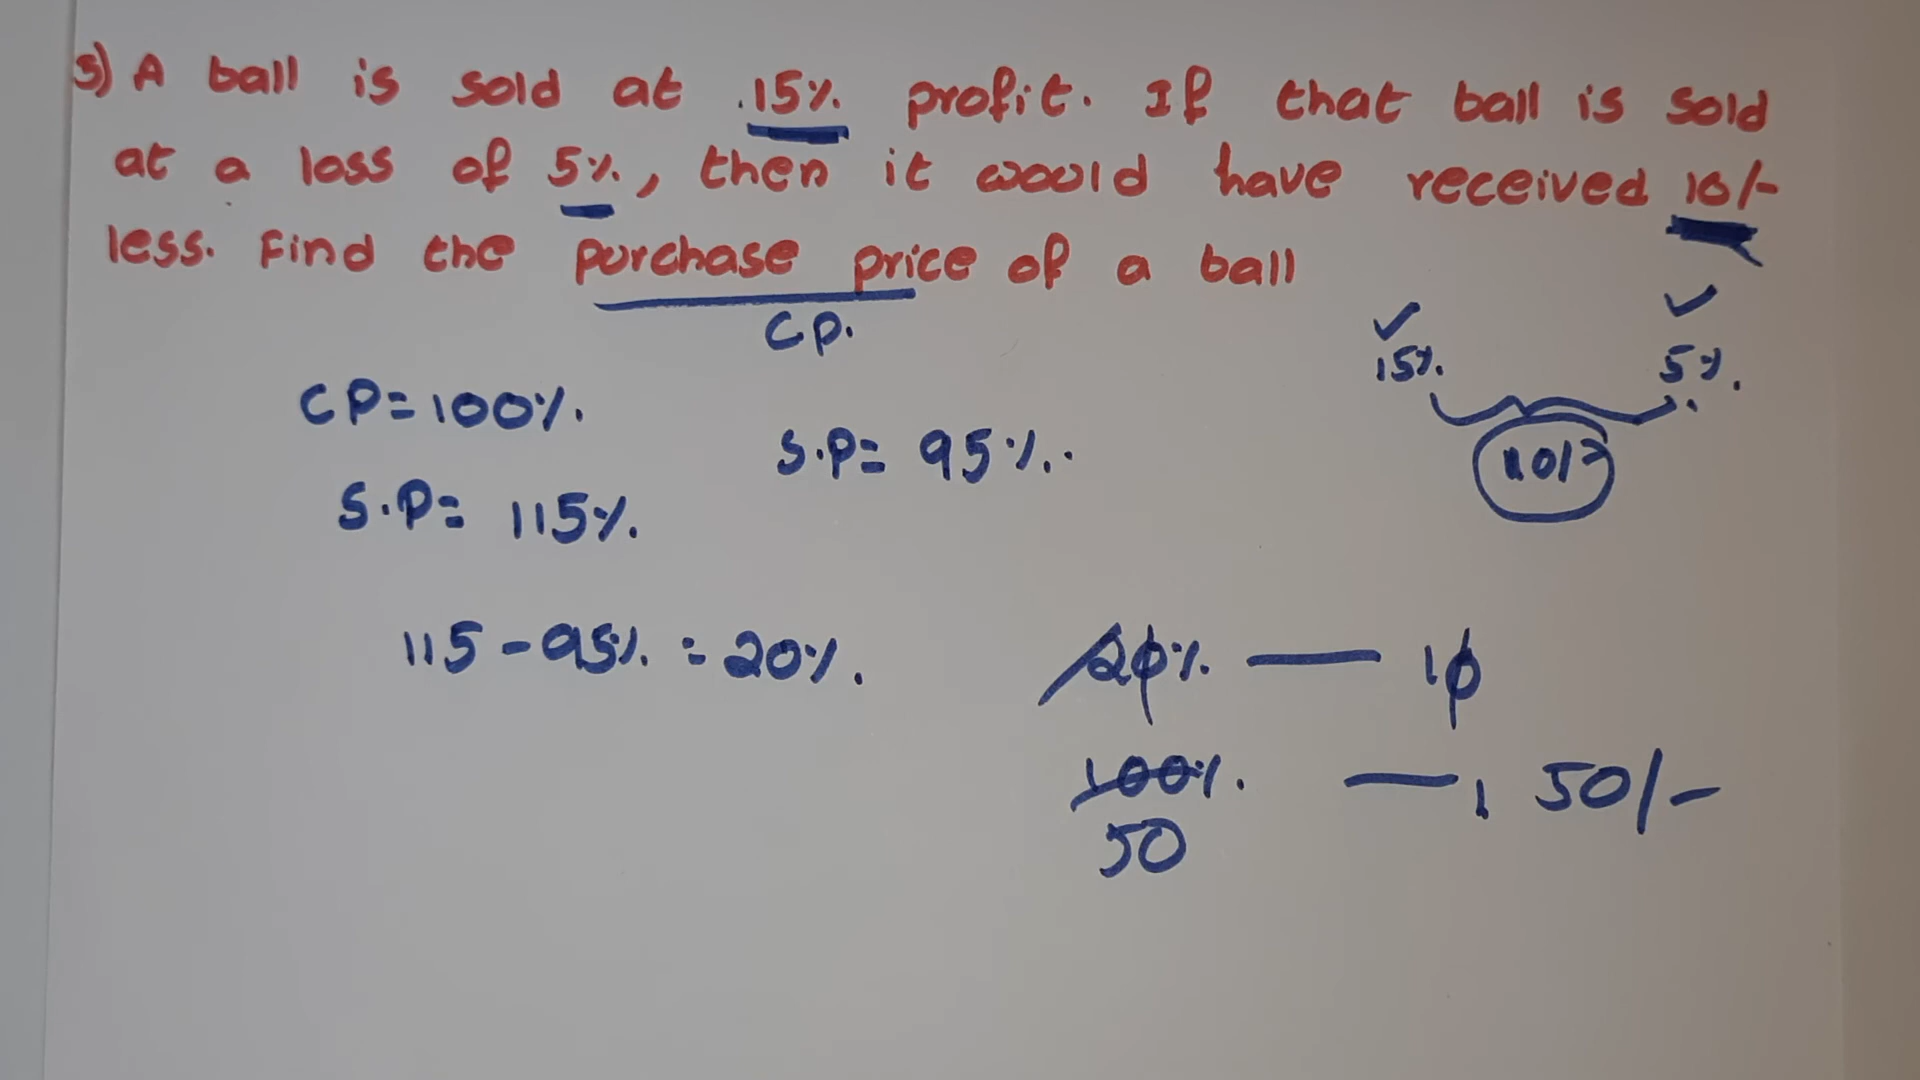 5) A ball is sold at 15% profit. If that ball is sold
at a loss of 5%, then it would have received 10/-
less. Find the purchase price of a ball
CP.
15% 5%
CP = 100%
S.P = 95%
10/-
S.P = 115%
115 - 95% = 20%
20% — 10
100% — 50/-
50